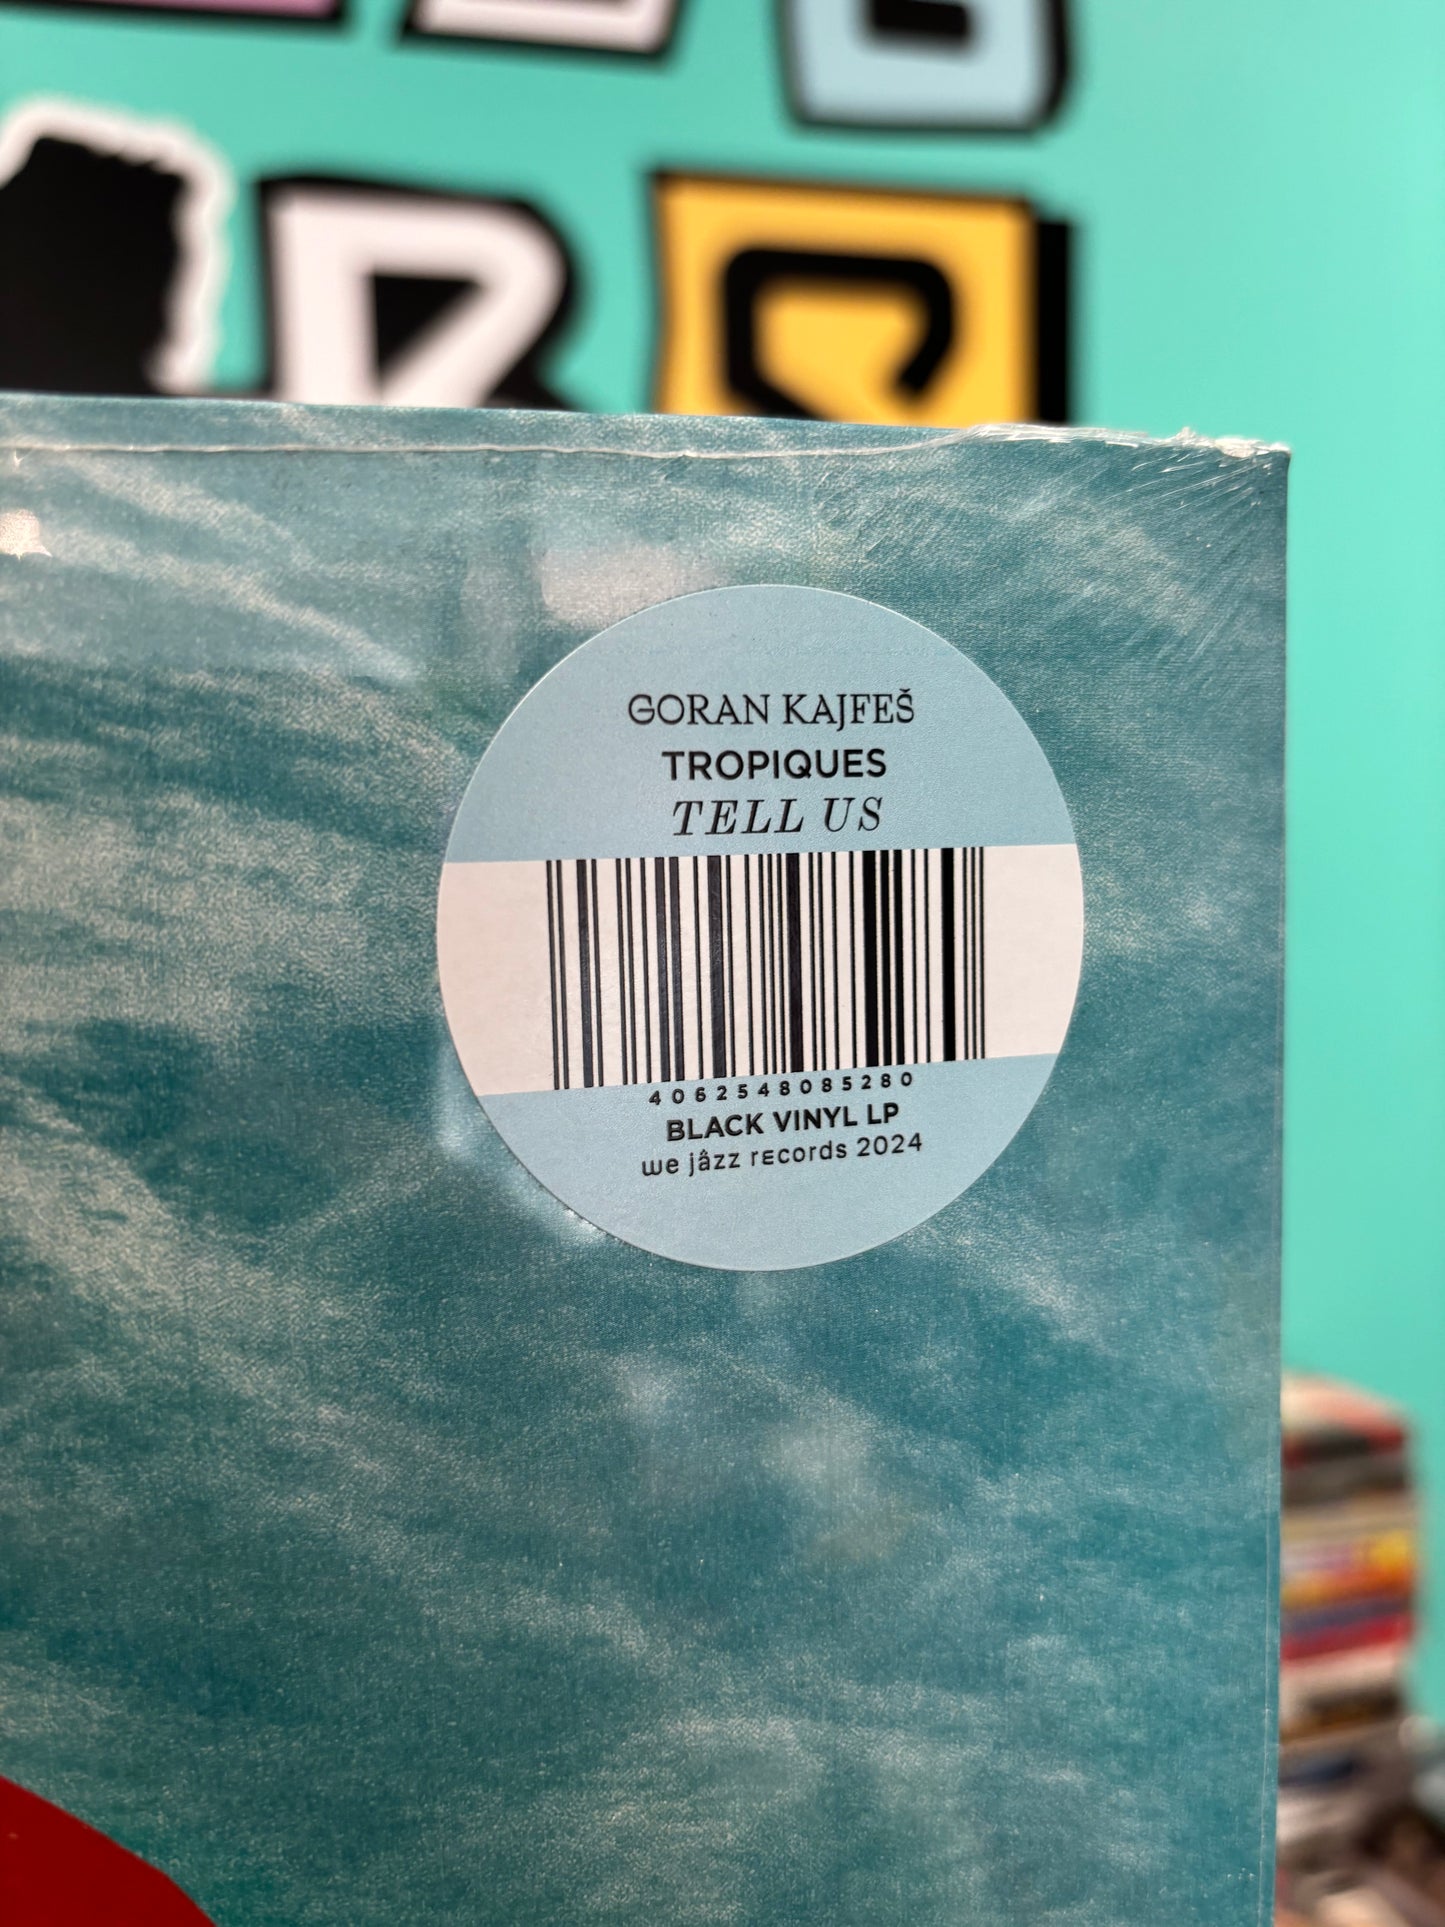 GORAN KAJFEŠ
TROPIQUES
TELL US
4062548085280
BLACK VINYL LP
we jâzz records 2024